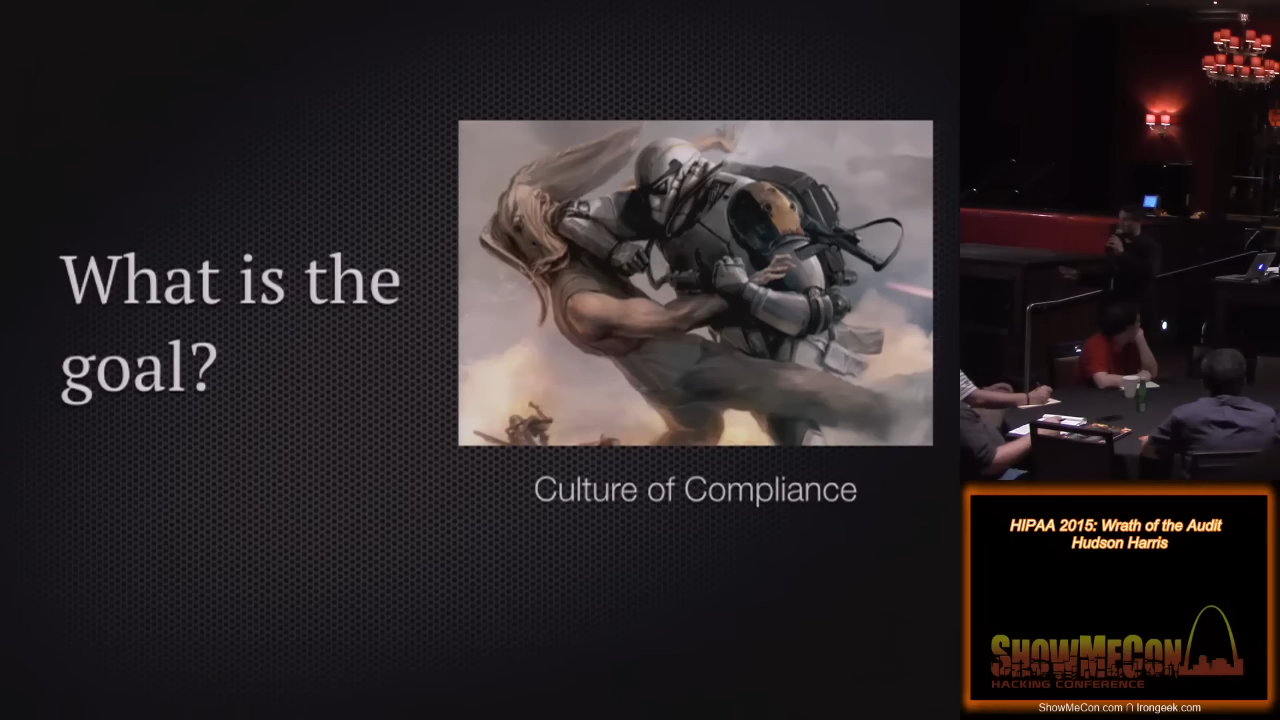 What is the
goal?
Culture of Compliance
HIPAA 2015: Wrath of the Audit
Hudson Harris
SHOWMECON
HACKING CONFERENCE
ShowMeCon.com ∩ Irongeek.com